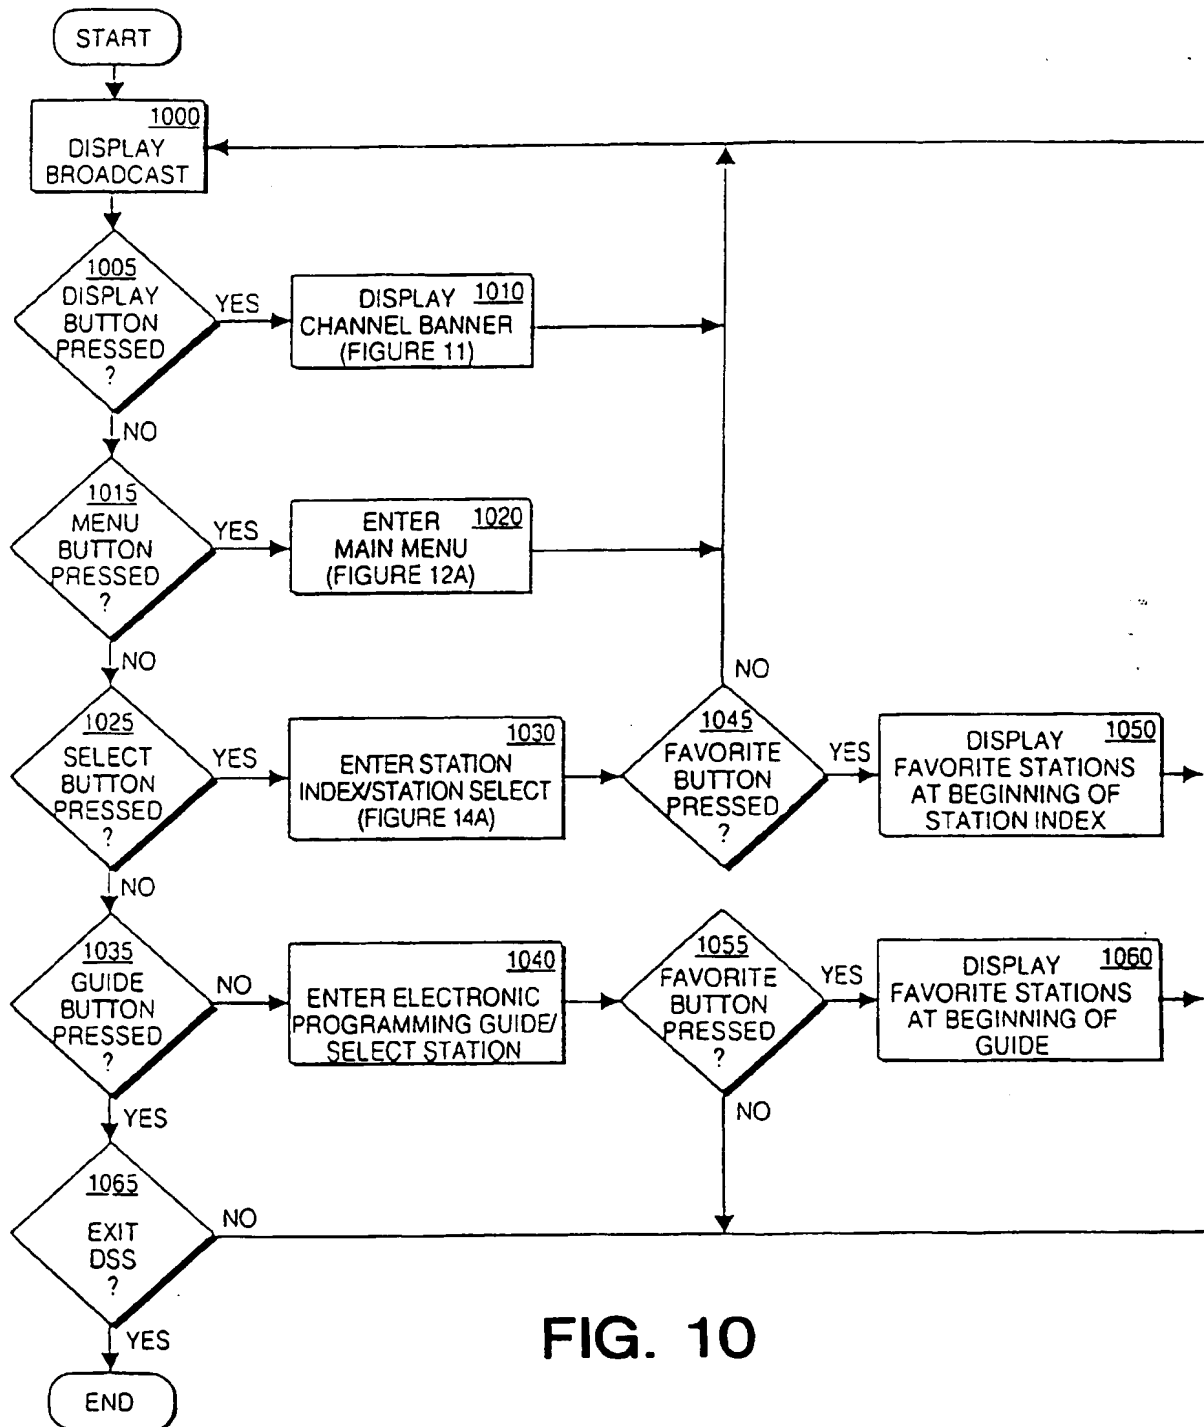 START
1000
DISPLAY
BROADCAST
1005
DISPLAY
BUTTON
PRESSED
?
YES
1010
DISPLAY
CHANNEL BANNER
(FIGURE 11)
NO
1015
MENU
BUTTON
PRESSED
?
YES
1020
ENTER
MAIN MENU
(FIGURE 12A)
NO
1025
SELECT
BUTTON
PRESSED
?
YES
1030
ENTER STATION
INDEX/STATION SELECT
(FIGURE 14A)
NO
1045
FAVORITE
BUTTON
PRESSED
?
YES
1050
DISPLAY
FAVORITE STATIONS
AT BEGINNING OF
STATION INDEX
NO
1035
GUIDE
BUTTON
PRESSED
?
NO
1040
ENTER ELECTRONIC
PROGRAMMING GUIDE/
SELECT STATION
1055
FAVORITE
BUTTON
PRESSED
?
YES
1060
DISPLAY
FAVORITE STATIONS
AT BEGINNING OF
GUIDE
NO
YES
1065
EXIT
DSS
?
NO
YES
END
FIG. 10